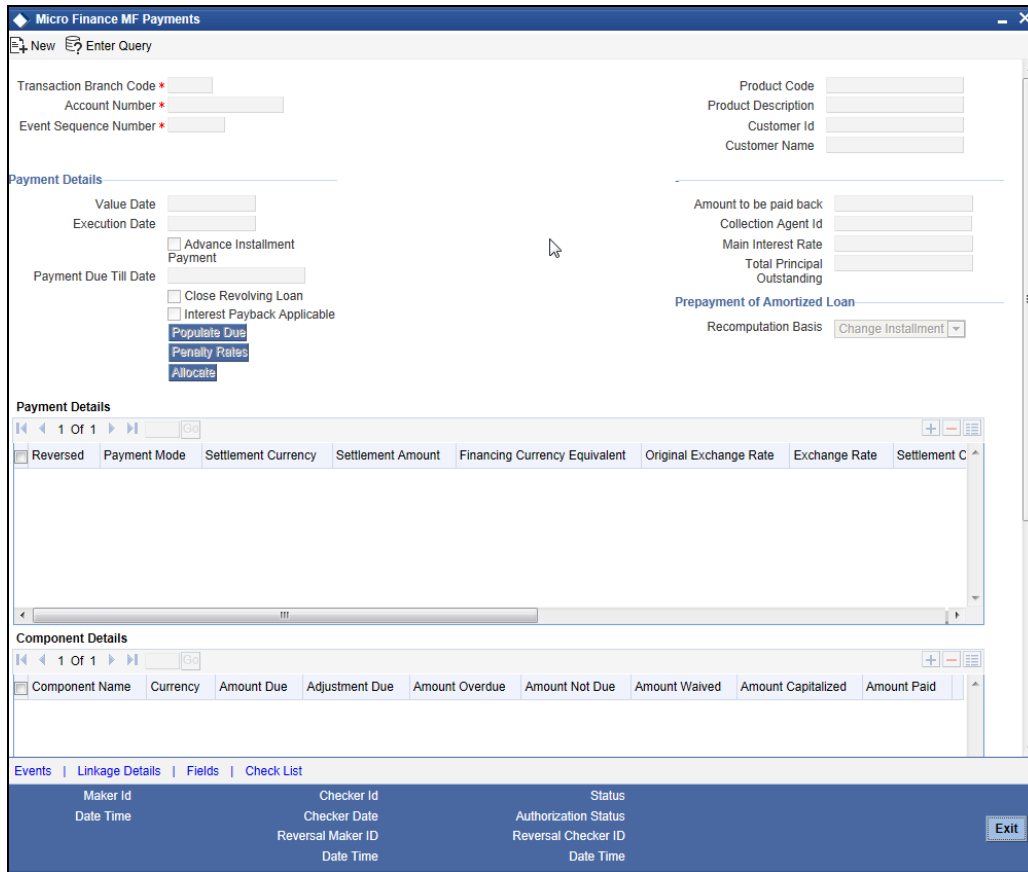 Micro Finance MF Payments
New Enter Query
Transaction Branch Code *
Account Number *
Event Sequence Number *
Product Code
Product Description
Customer Id
Customer Name
Payment Details
Value Date
Execution Date
Advance Installment
Payment
Payment Due Till Date
Close Revolving Loan
Interest Payback Applicable
Populate Due
Penalty Rates
Allocate
Amount to be paid back
Collection Agent Id
Main Interest Rate
Total Principal
Outstanding
Prepayment of Amortized Loan
Recomputation Basis Change Installment
Payment Details
1 Of 1 Go
Reversed Payment Mode Settlement Currency Settlement Amount Financing Currency Equivalent Original Exchange Rate Exchange Rate Settlement C
Component Details
1 Of 1 Go
Component Name Currency Amount Due Adjustment Due Amount Overdue Amount Not Due Amount Waived Amount Capitalized Amount Paid
Events | Linkage Details | Fields | Check List
Maker Id Checker Id Status
Date Time Checker Date Authorization Status
Reversal Maker ID Reversal Checker ID
Date Time Date Time
Exit